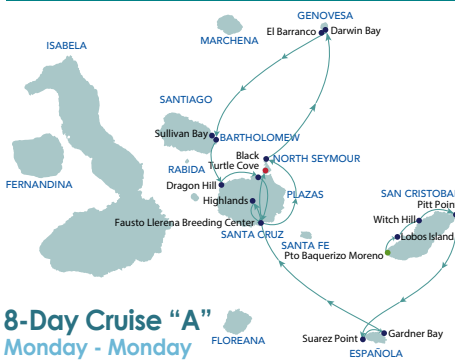 GENOVESA
El Barranco
Darwin Bay
MARCHENA
ISABELA
SANTIAGO
Sullivan Bay
BARTHOLOMEW
Black
Turtle Cove
NORTH SEYMOUR
RABIDA
Dragon Hill
FERNANDINA
Highlands
PLAZAS
SAN CRISTOBA
Pitt Poin
Witch Hill
Fausto Llerena Breeding Center
SANTA CRUZ
Lobos Island
SANTA FE
Pto Baquerizo Moreno
8-Day Cruise "A"
Monday - Monday
FLOREANA
Suarez Point
Gardner Bay
ESPAÑOLA